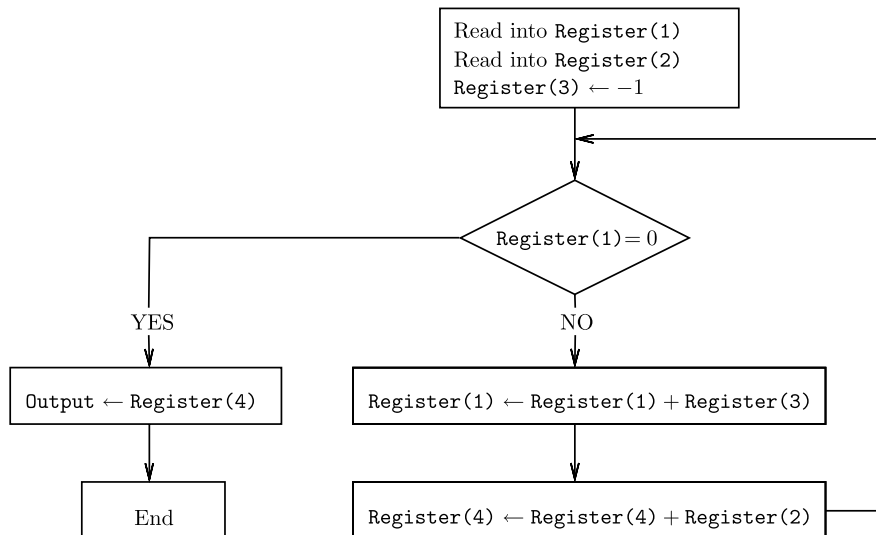 Read into Register(1)
Read into Register(2)
Register(3) ← −1
Register(1) = 0
YES
NO
Output ← Register(4)
Register(1) ← Register(1) + Register(3)
End
Register(4) ← Register(4) + Register(2)